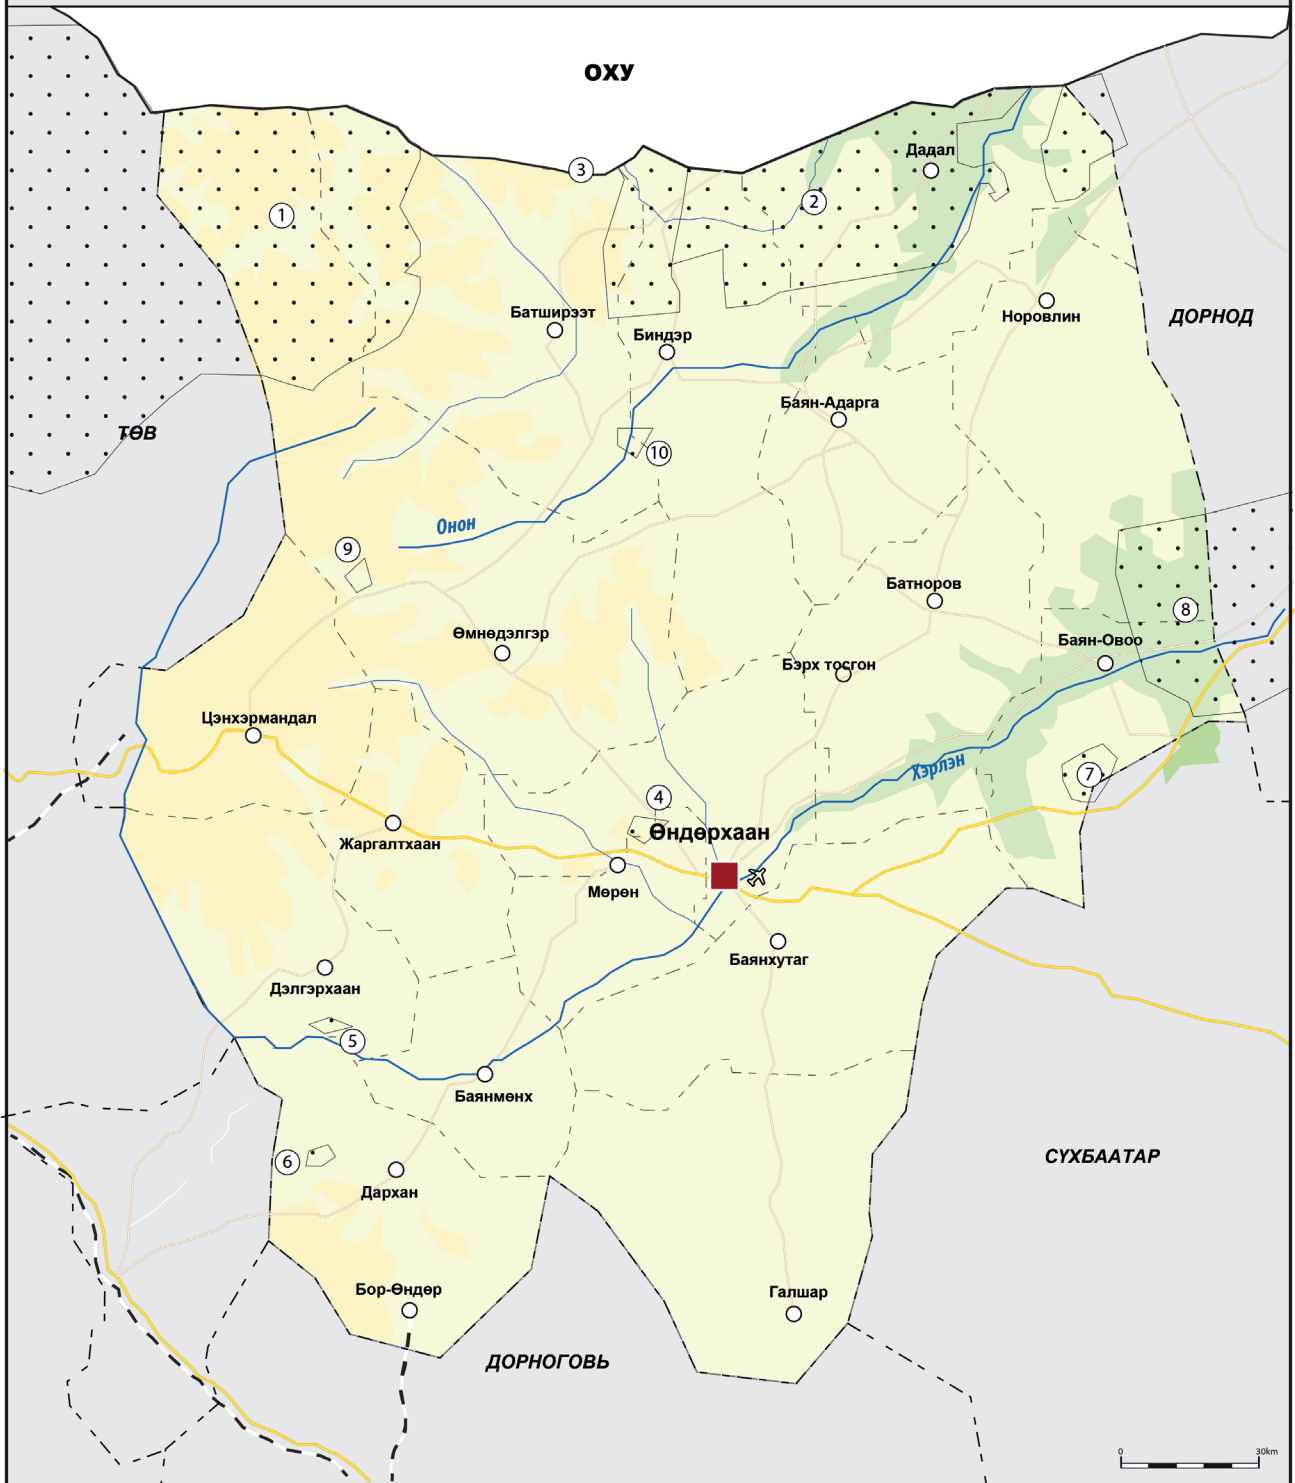 ОХУ
Дадал
3
2
1
Батширээт
Норовлин
ДОРНОД
Биндэр
Баян-Адарга
ТӨВ
10
Онон
9
Батноров
8
Өмнөдэлгэр
Баян-Овоо
Бэрх тосгон
Цэнхэрмандал
Хэрлэн
7
4
Өндөрхаан
Жаргалтхаан
Мөрөн
Баянхутаг
Дэлгэрхаан
5
Баянмөнх
6
СҮХБААТАР
Дархан
Бор-Өндөр
Галшар
ДОРНОГОВЬ
0 30km